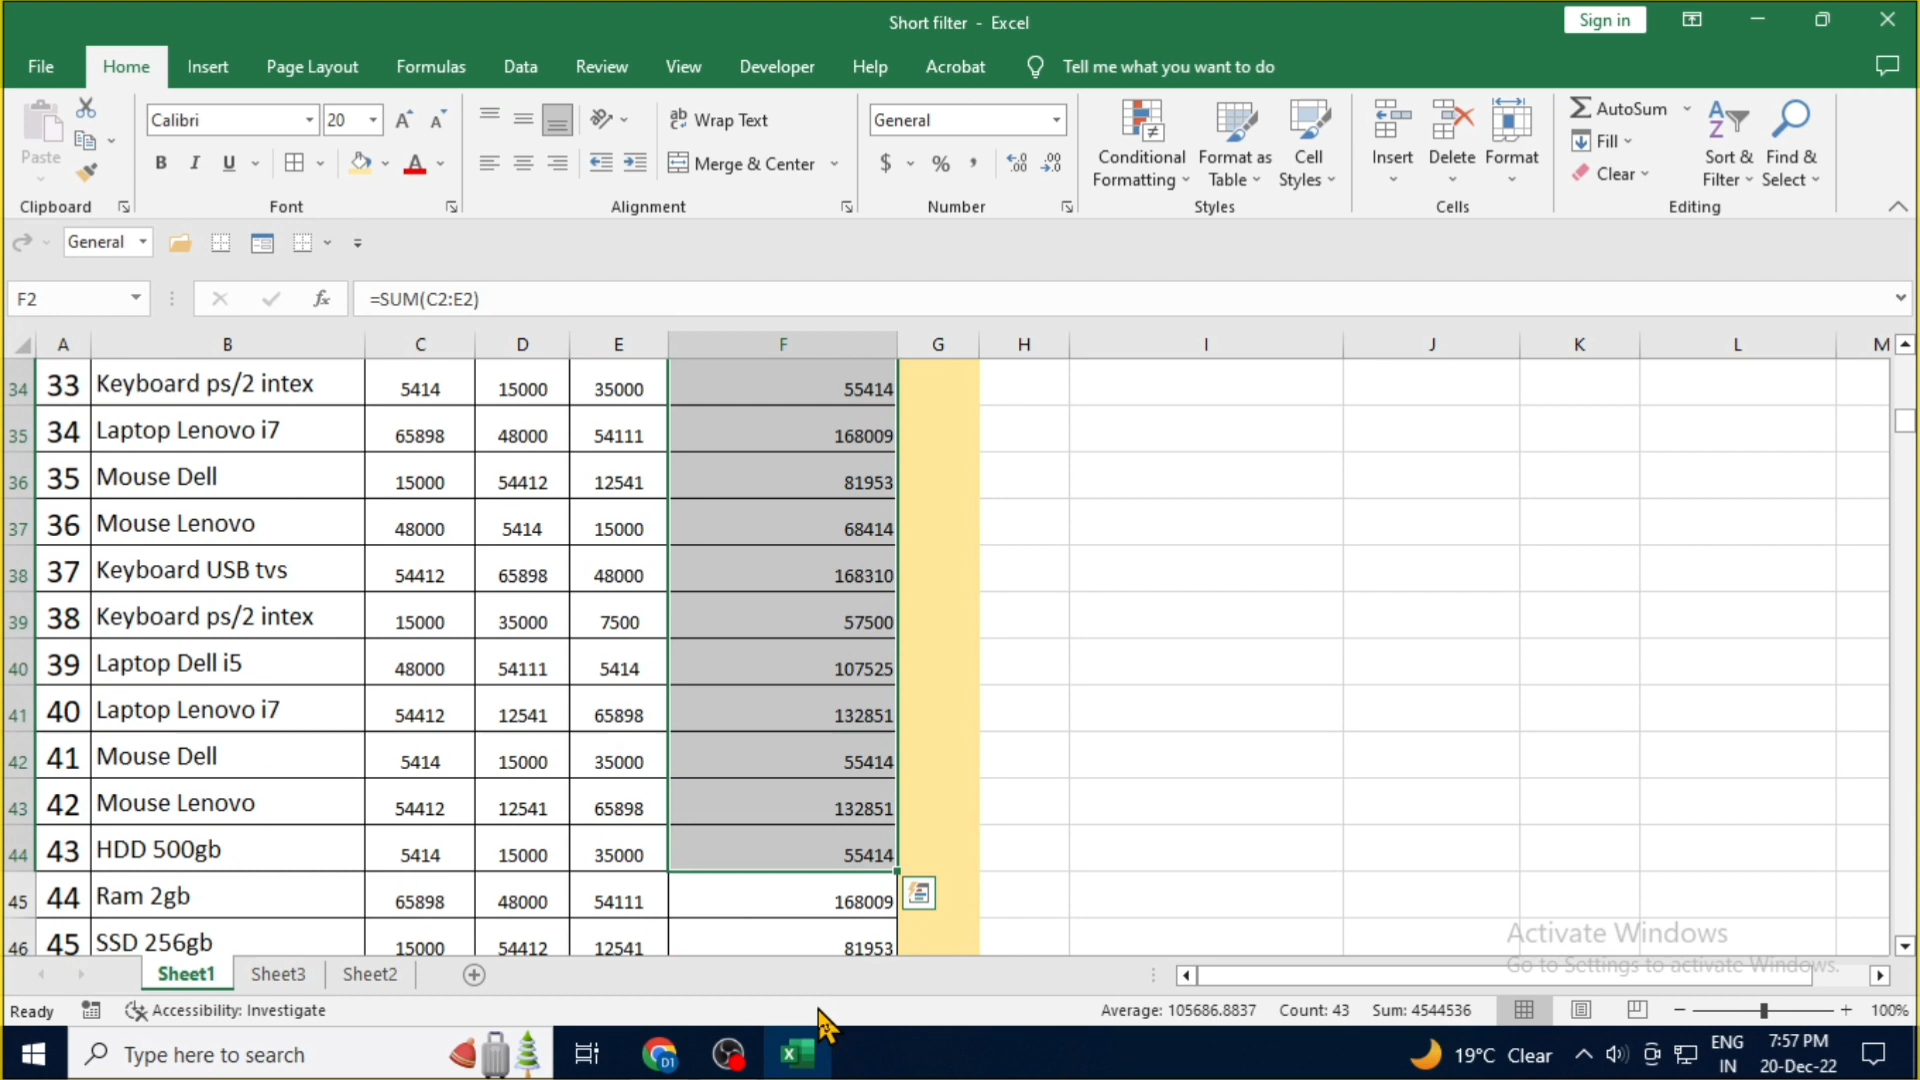 Short filter - Excel
Sign in
File Home Insert Page Layout Formulas Data Review View Developer Help Acrobat Tell me what you want to do
Calibri 20 Wrap Text General AutoSum
Paste Conditional Format as Cell Insert Delete Format Fill Sort & Find &
B I U Merge & Center $ % Formatting Table Styles Clear Filter Select
Clipboard Font Alignment Number Styles Cells Editing
General
F2 fx =SUM(C2:E2)
A B C D E F G H I J K L M
34 33 Keyboard ps/2 intex 5414 15000 35000 55414
35 34 Laptop Lenovo i7 65898 48000 54111 168009
36 35 Mouse Dell 15000 54412 12541 81953
37 36 Mouse Lenovo 48000 5414 15000 68414
38 37 Keyboard USB tvs 54412 65898 48000 168310
39 38 Keyboard ps/2 intex 15000 35000 7500 57500
40 39 Laptop Dell i5 48000 54111 5414 107525
41 40 Laptop Lenovo i7 54412 12541 65898 132851
42 41 Mouse Dell 5414 15000 35000 55414
43 42 Mouse Lenovo 54412 12541 65898 132851
44 43 HDD 500gb 5414 15000 35000 55414
45 44 Ram 2gb 65898 48000 54111 168009
46 45 SSD 256gb 15000 54412 12541 81953
Activate Windows
Go to Settings to activate Windows.
Sheet1 Sheet3 Sheet2
Ready Accessibility: Investigate Average: 105686.8837 Count: 43 Sum: 4544536 100%
Type here to search 19°C Clear ENG 7:57 PM
IN 20-Dec-22